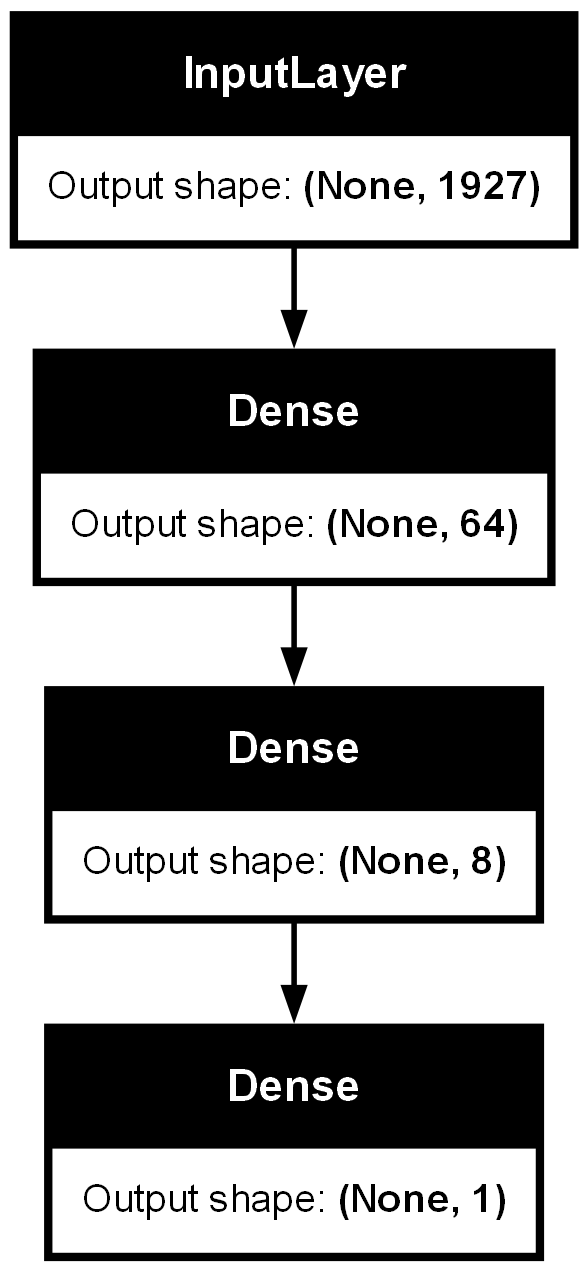 InputLayer
Output shape: (None, 1927)
Dense
Output shape: (None, 64)
Dense
Output shape: (None, 8)
Dense
Output shape: (None, 1)